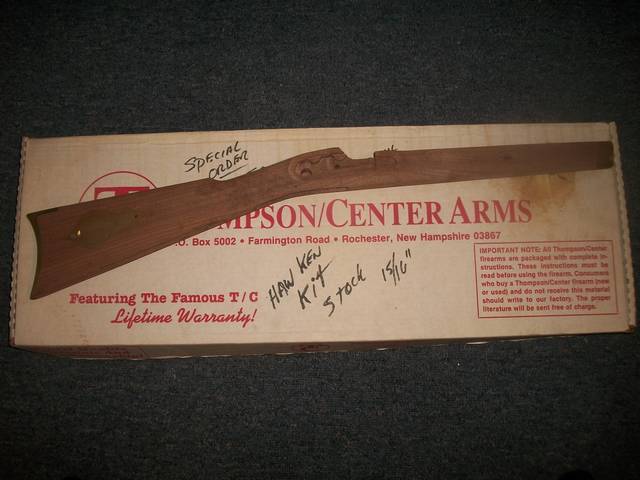 SPECIAL
ORDER
MPSON/CENTER ARMS
.O. Box 5002 • Farmington Road • Rochester, New Hampshire 03867
IMPORTANT NOTE: All Thompson/Center
firearms are packaged with complete in-
structions. These instructions must be
read before using the firearm. Consumers
who buy a Thompson/Center firearm (new
or used) and do not receive this material
should write to our factory. The proper
literature will be sent free of charge.
Featuring The Famous T/C
Lifetime Warranty!
HAWKEN
KIT
STOCK 15/16"